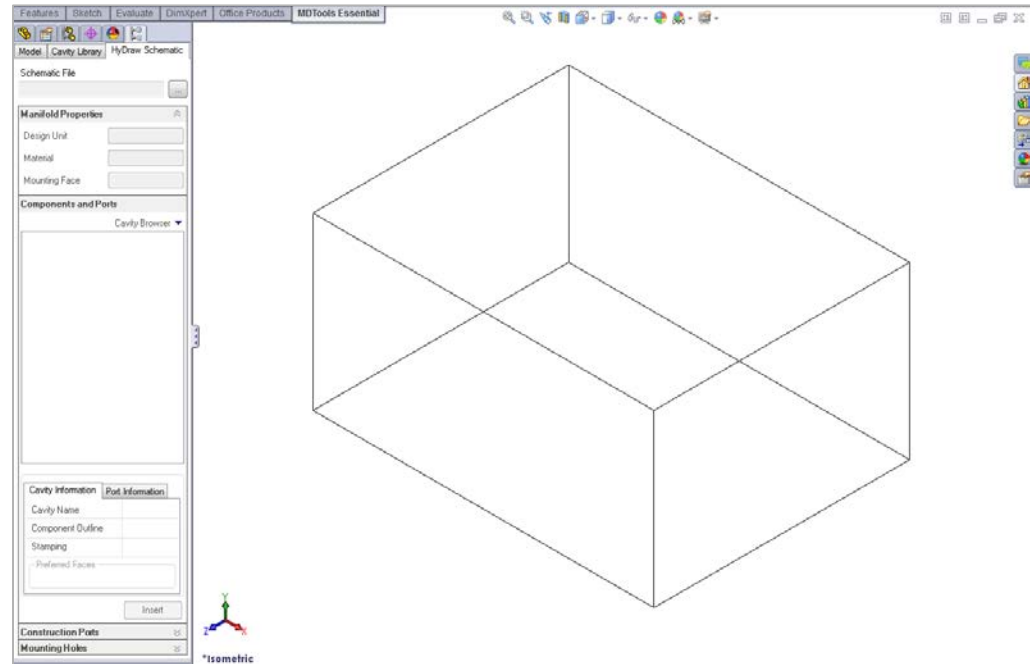 Features Sketch Evaluate DimXpert Office Products MDTools Essential
Model Cavity Library HyDraw Schematic
Schematic File
...
Manifold Properties
Design Unit
Material
Mounting Face
Components and Ports
Cavity Browser
Cavity Information Port Information
Cavity Name
Component Outline
Stamping
Preferred Faces
Insert
Construction Ports
Mounting Holes
Y
Z X
*Isometric